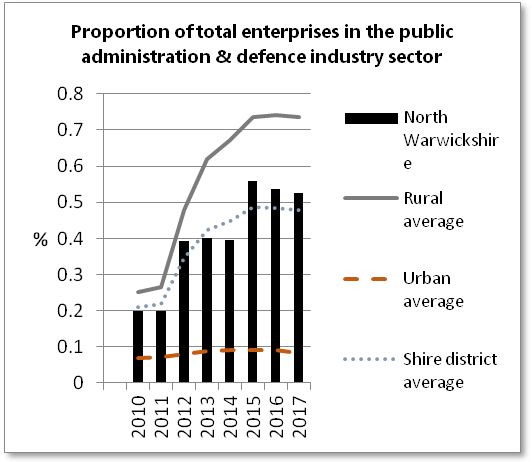 Proportion of total enterprises in the public
administration & defence industry sector
0.8
0.7
0.6
0.5
0.4
0.3
0.2
0.1
0
%
2010
2011
2012
2013
2014
2015
2016
2017
North
Warwickshir
e
Rural
average
Urban
average
Shire district
average